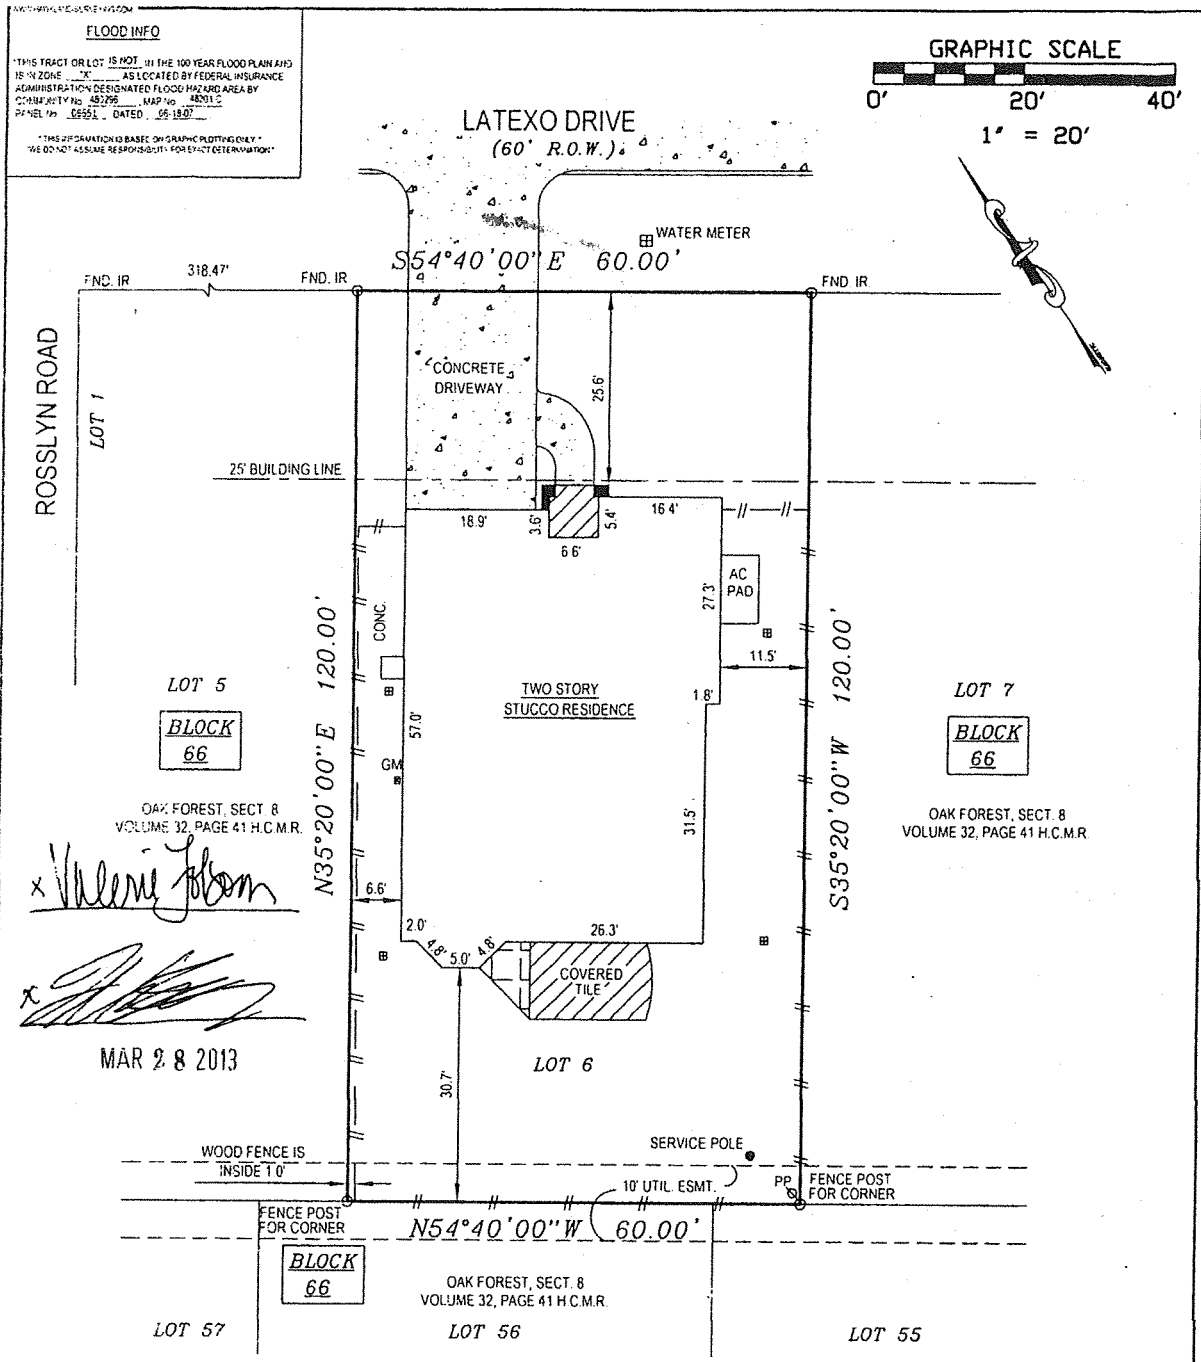 FLOOD INFO
"THIS TRACT OR LOT IS NOT IN THE 100 YEAR FLOOD PLAIN AND
IS IN ZONE "X" AS LOCATED BY FEDERAL INSURANCE
ADMINISTRATION DESIGNATED FLOOD HAZARD AREA BY
COMMUNITY No. 480296 MAP No. 48201 C
PANEL No. DATED 06-18-07
"THIS INFORMATION IS BASED ON GRAPHIC PLOTTING ONLY."
"WE DO NOT ASSUME RESPONSIBILITY FOR EXACT DETERMINATION"
GRAPHIC SCALE
0' 20' 40'
1" = 20'
LATEXO DRIVE
(60' R.O.W.)
WATER METER
S54°40'00"E 60.00'
FND. IR
318.47'
FND. IR
FND IR
ROSSLYN ROAD
LOT 1
CONCRETE
DRIVEWAY
25.6'
25' BUILDING LINE
18.9'
3.6'
6.6'
5.4'
16.4'
CONC.
AC
PAD
27.3'
11.5'
N35°20'00"E 120.00'
S35°20'00"W 120.00'
LOT 5
BLOCK
66
TWO STORY
STUCCO RESIDENCE
1.8'
LOT 7
BLOCK
66
57.0'
GM
31.5'
OAK FOREST, SECT. 8
VOLUME 32, PAGE 41 H.C.M.R.
OAK FOREST, SECT. 8
VOLUME 32, PAGE 41 H.C.M.R.
x Valerie
6.6'
2.0'
4.8'
5.0'
4.8'
26.3'
COVERED
TILE
x
MAR 28 2013
30.7'
LOT 6
WOOD FENCE IS
INSIDE 1.0'
SERVICE POLE
10' UTIL. ESMT.
PP
FENCE POST
FOR CORNER
FENCE POST
FOR CORNER
N54°40'00"W 60.00'
BLOCK
66
OAK FOREST, SECT. 8
VOLUME 32, PAGE 41 H.C.M.R.
LOT 57
LOT 56
LOT 55